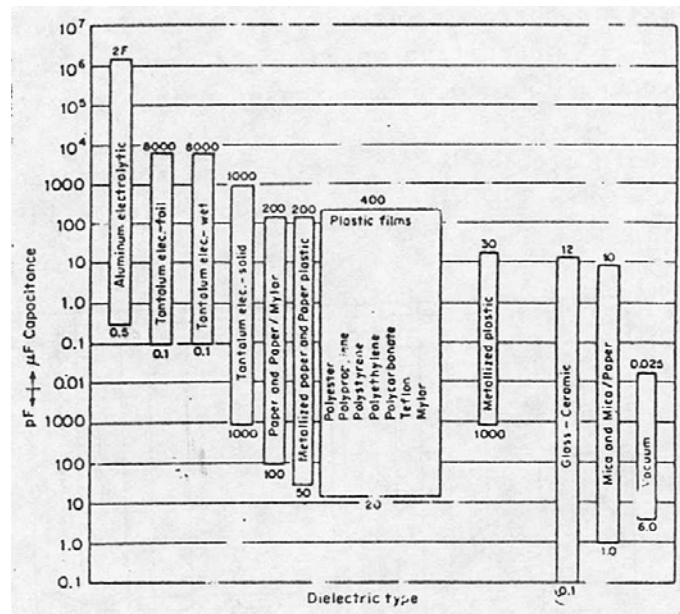 10⁷
10⁶
10⁵
10⁴
1000
100
10
1.0
0.1
0.01
1000
100
10
1.0
0.1
pF ←|→ μF Capacitance
2F
Aluminum electrolytic
0.5
8000
Tantalum elec.-foil
0.1
6000
Tantalum elec.- wet
0.1
1000
Tantalum elec.- solid
1000
200
Paper and Paper / Mylar
100
200
Metallized paper and Paper plastic
50
400
Plastic films
Polyester
Polystyrene
Polyethylene
Polycarbonate
Teflon
Mylar
20
30
Metallized plastic
1000
12
Glass-Ceramic
0.1
10
Mica and Mica/Paper
1.0
0.025
Vacuum
6.0
Dielectric type